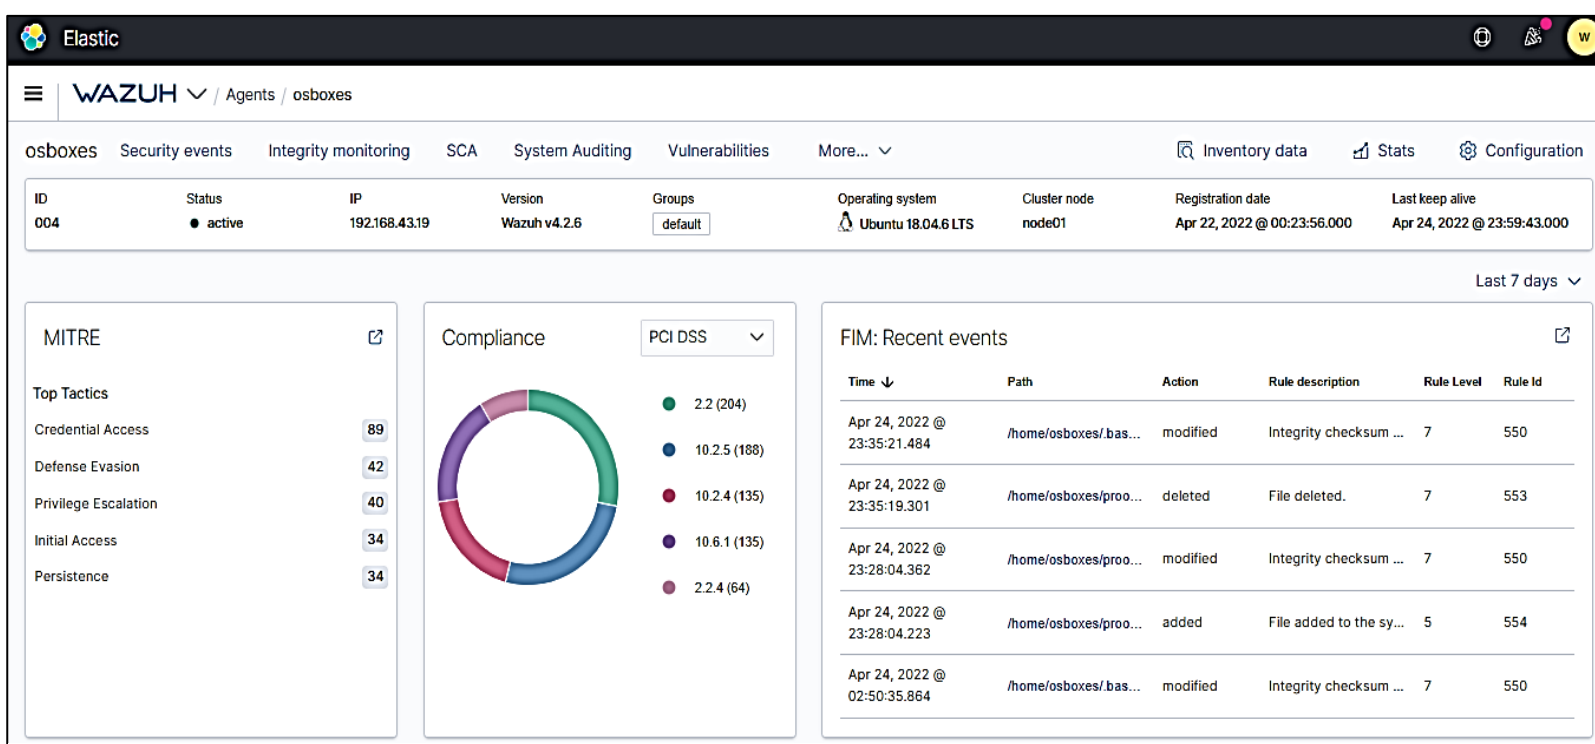 Elastic
W
WAZUH / Agents / osboxes
osboxes Security events Integrity monitoring SCA System Auditing Vulnerabilities More... Inventory data Stats Configuration
ID Status IP Version Groups Operating system Cluster node Registration date Last keep alive
004 active 192.168.43.19 Wazuh v4.2.6 default Ubuntu 18.04.6 LTS node01 Apr 22, 2022 @ 00:23:56.000 Apr 24, 2022 @ 23:59:43.000
Last 7 days
MITRE
Top Tactics
Credential Access 89
Defense Evasion 42
Privilege Escalation 40
Initial Access 34
Persistence 34
Compliance PCI DSS
2.2 (204)
10.2.5 (188)
10.2.4 (135)
10.6.1 (135)
2.2.4 (64)
FIM: Recent events
Time Path Action Rule description Rule Level Rule Id
Apr 24, 2022 @
23:35:21.484 /home/osboxes/.bas... modified Integrity checksum ... 7 550
Apr 24, 2022 @
23:35:19.301 /home/osboxes/proo... deleted File deleted. 7 553
Apr 24, 2022 @
23:28:04.362 /home/osboxes/proo... modified Integrity checksum ... 7 550
Apr 24, 2022 @
23:28:04.223 /home/osboxes/proo... added File added to the sy... 5 554
Apr 24, 2022 @
02:50:35.864 /home/osboxes/.bas... modified Integrity checksum ... 7 550